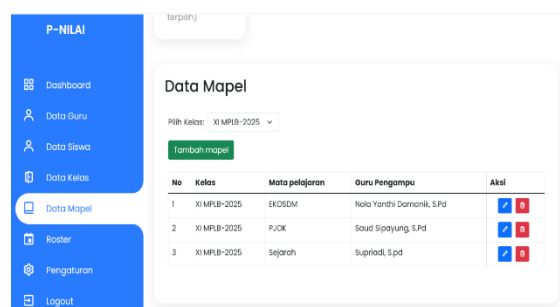 P-NILAI
terpilih)
Dashboard
Data Guru
Data Siswa
Data Kelas
Data Mapel
Roster
Pengaturan
Logout
Data Mapel
Pilih Kelas: XI MPLB-2025
Tambah mapel
No Kelas Mata pelajaran Guru Pengampu Aksi
1 XI MPLB-2025 EKOSDM Nola Yanthi Damanik, S.Pd
2 XI MPLB-2025 PJOK Saud Sipayung, S.Pd
3 XI MPLB-2025 Sejarah Supriadi, S.pd